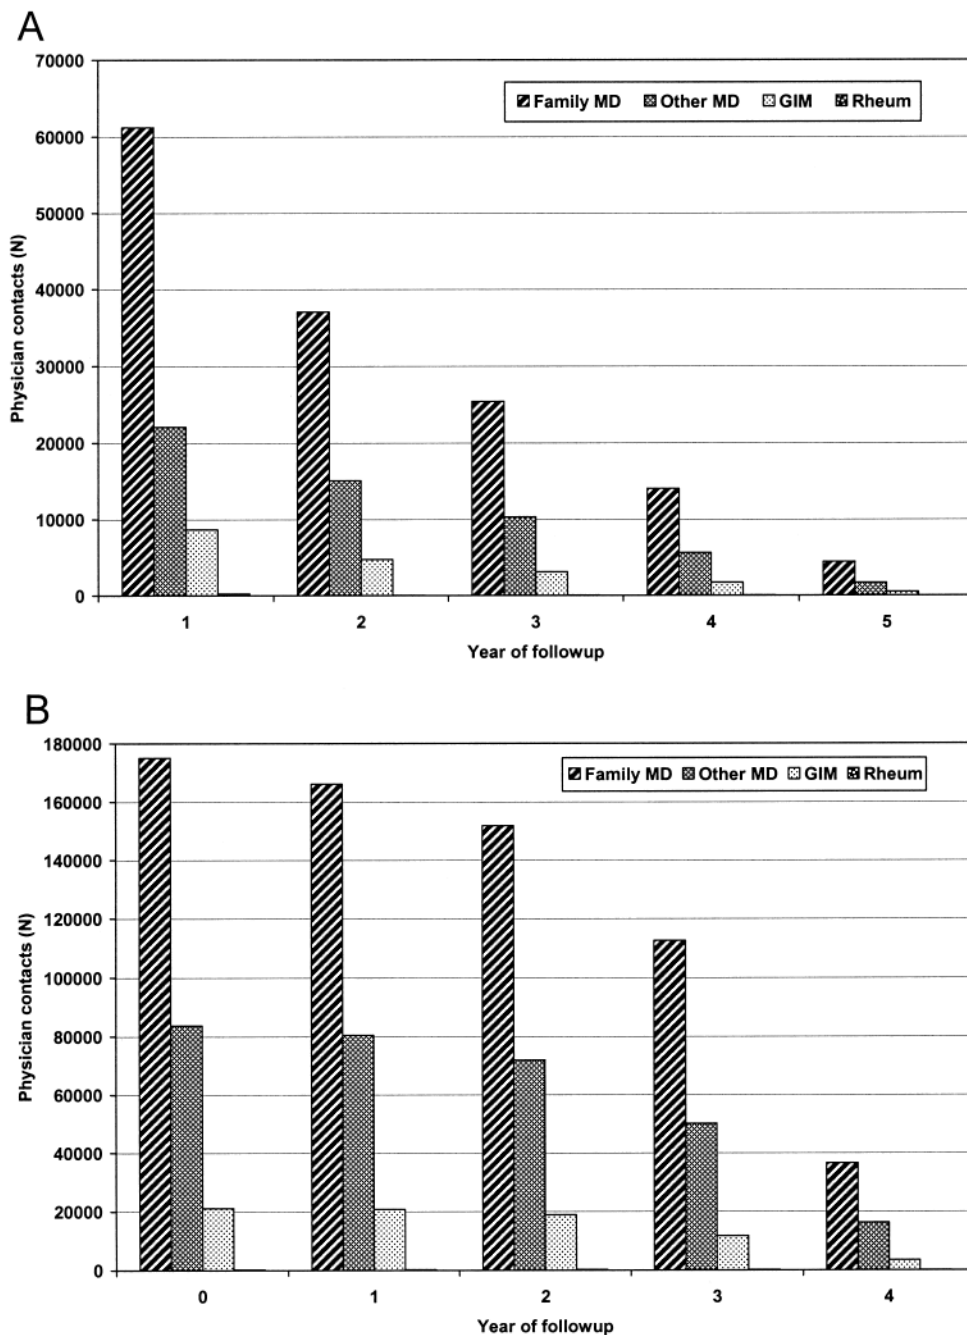 A
70000
60000
50000
40000
30000
20000
10000
0
Physician contacts (N)
Family MD Other MD GIM Rheum
1 2 3 4 5
Year of followup
B
180000
160000
140000
120000
100000
80000
60000
40000
20000
0
Physician contacts (N)
Family MD Other MD GIM Rheum
0 1 2 3 4
Year of followup